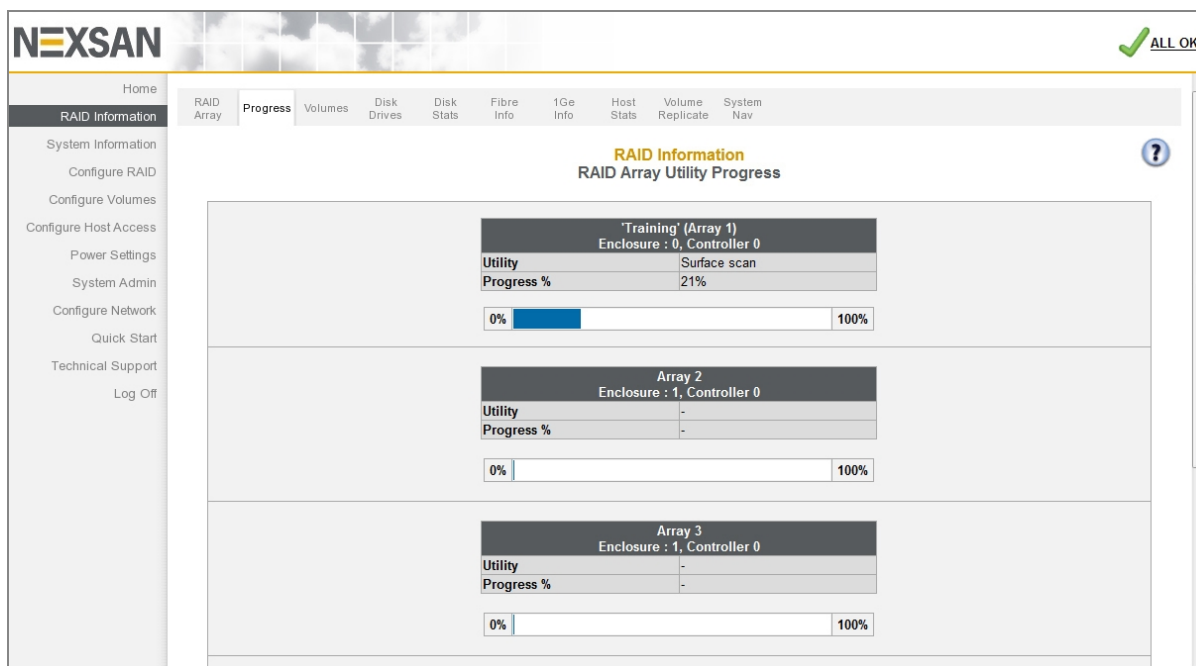 NEXSAN
ALL OK
Home
RAID Information
System Information
Configure RAID
Configure Volumes
Configure Host Access
Power Settings
System Admin
Configure Network
Quick Start
Technical Support
Log Off
RAID Array
Progress
Volumes
Disk Drives
Disk Stats
Fibre Info
1Ge Info
Host Stats
Volume Replicate
System Nav
RAID Information
RAID Array Utility Progress
?
'Training' (Array 1)
Enclosure : 0, Controller 0
Utility Surface scan
Progress % 21%
0% 100%
Array 2
Enclosure : 1, Controller 0
Utility -
Progress % -
0% 100%
Array 3
Enclosure : 1, Controller 0
Utility -
Progress % -
0% 100%